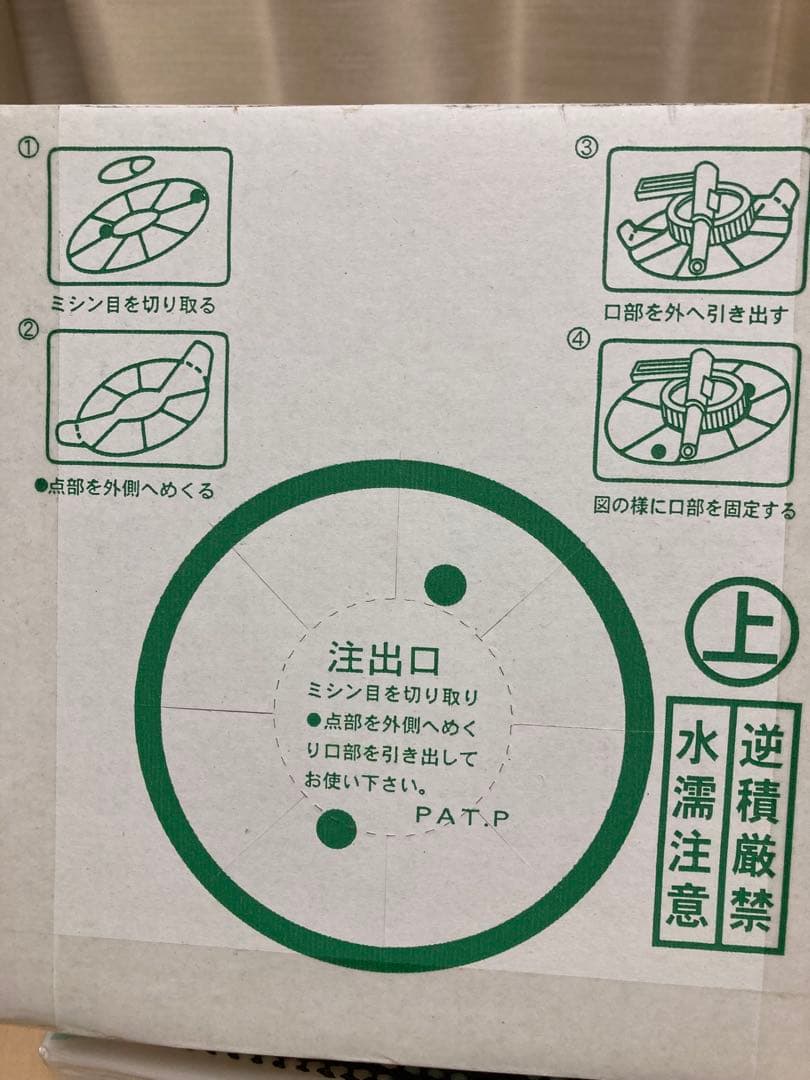 ①
ミシン目を切り取る
②
●点部を外側へめくる
③
口部を外へ引き出す
④
図の様に口部を固定する
注出口
ミシン目を切り取り
●点部を外側へめく
り口部を引き出して
お使い下さい。
PAT.P
上
逆積厳禁
水濡注意